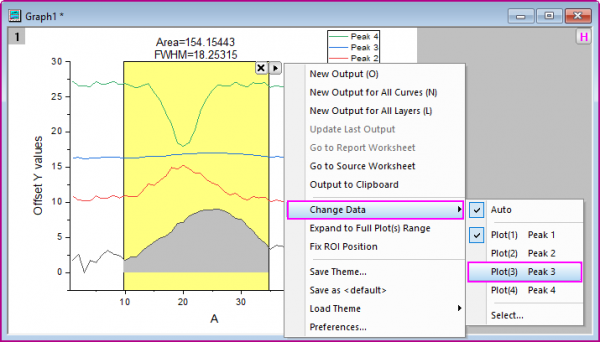 Graph1 *
1
H
Area=154.15443
FWHM=18.25315
Peak 4
Peak 3
Peak 2
30
25
20
15
10
5
0
Offset Y values
10
20
30
A
New Output (O)
New Output for All Curves (N)
New Output for All Layers (L)
Update Last Output
Go to Report Worksheet
Go to Source Worksheet
Output to Clipboard
Change Data
Expand to Full Plot(s) Range
Fix ROI Position
Save Theme...
Save as <default>
Load Theme
Preferences...
Auto
Plot(1) Peak 1
Plot(2) Peak 2
Plot(3) Peak 3
Plot(4) Peak 4
Select...